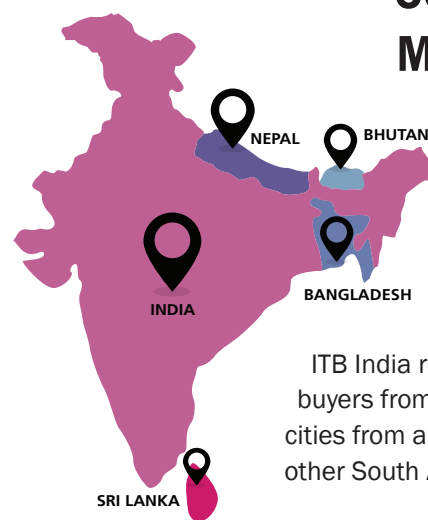 M
NEPAL
BHUTAN
INDIA
BANGLADESH
ITB India
buyers from
cities from a
other South
SRI LANKA